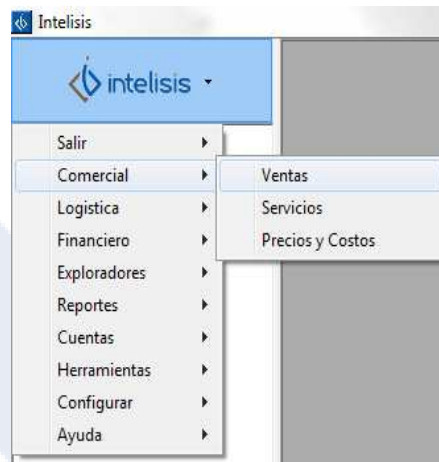 Intelisis
intelisis
Salir
Comercial
Logistica
Financiero
Exploradores
Reportes
Cuentas
Herramientas
Configurar
Ayuda
Ventas
Servicios
Precios y Costos